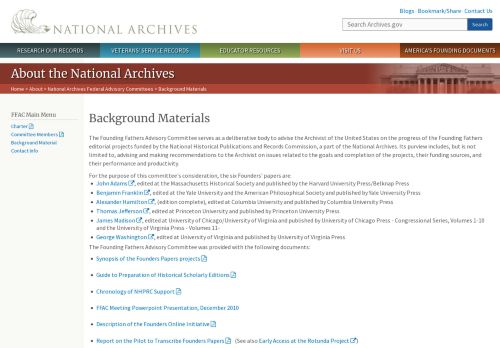 Blogs · Bookmark/Share · Contact Us
NATIONAL ARCHIVES
Search Archives.gov
Search
RESEARCH OUR RECORDS
VETERANS' SERVICE RECORDS
EDUCATOR RESOURCES
VISIT US
AMERICA'S FOUNDING DOCUMENTS
About the National Archives
Home > About > National Archives Federal Advisory Committees > Background Materials
FFAC Main Menu
Charter
Committee Members
Background Material
Contact Info
Background Materials
The Founding Fathers Advisory Committee serves as a deliberative body to advise the Archivist of the United States on the progress of the Founding Fathers
editorial projects funded by the National Historical Publications and Records Commission, a part of the National Archives. Its purview includes, but is not
limited to, advising and making recommendations to the Archivist on issues related to the goals and completion of the projects, their funding sources, and
their performance and productivity.
For the purpose of this committee's consideration, the six Founders' papers are:
• John Adams, edited at the Massachusetts Historical Society and published by the Harvard University Press/Belknap Press
• Benjamin Franklin, edited at the Yale University and the American Philosophical Society and published by Yale University Press
• Alexander Hamilton, (edition complete), edited at Columbia University and published by Columbia University Press
• Thomas Jefferson, edited at Princeton University and published by Princeton University Press
• James Madison, edited at University of Chicago/University of Virginia and published by University of Chicago Press - Congressional Series, Volumes 1-10
and the University of Virginia Press - Volumes 11-
• George Washington, edited at University of Virginia and published by University of Virginia Press
The Founding Fathers Advisory Committee was provided with the following documents:
• Synopsis of the Founders Papers projects
• Guide to Preparation of Historical Scholarly Editions
• Chronology of NHPRC Support
• FFAC Meeting Powerpoint Presentation, December 2010
• Description of the Founders Online Initiative
• Report on the Pilot to Transcribe Founders Papers (See also Early Access at the Rotunda Project)